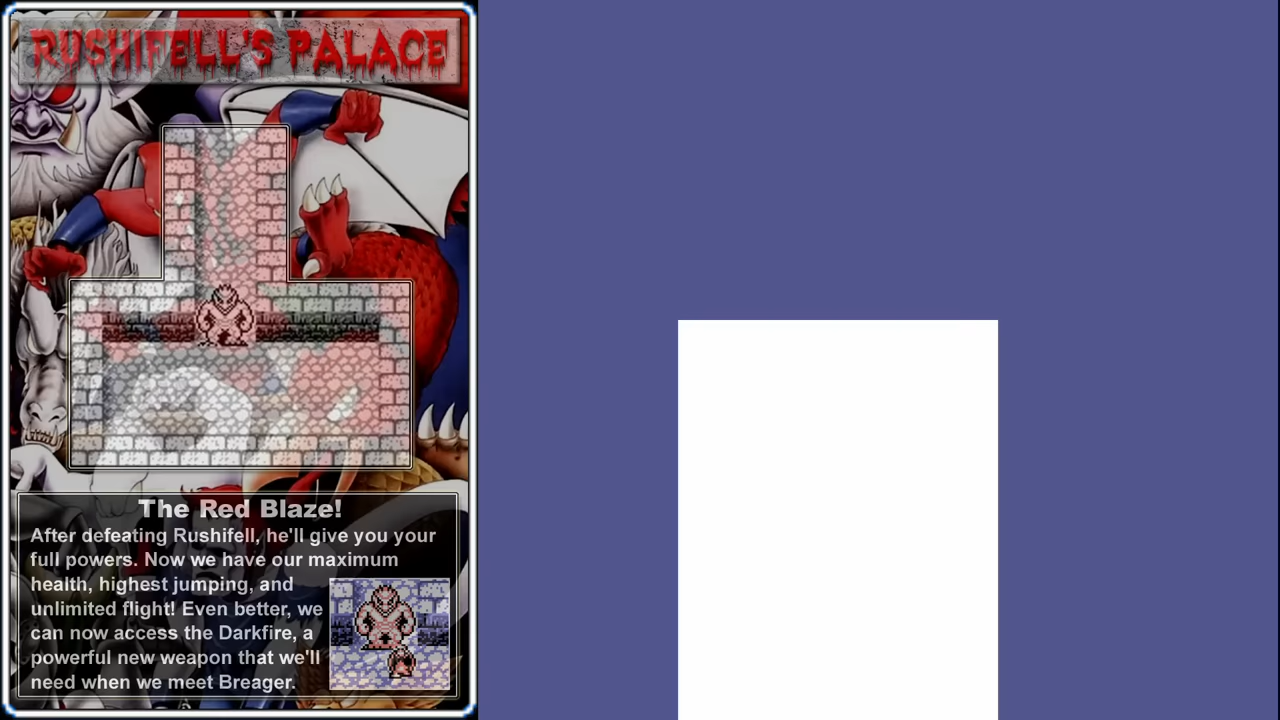 RUSHIFELL'S PALACE
The Red Blaze!
After defeating Rushifell, he'll give you your
full powers. Now we have our maximum
health, highest jumping, and
unlimited flight! Even better, we
can now access the Darkfire, a
powerful new weapon that we'll
need when we meet Breager.